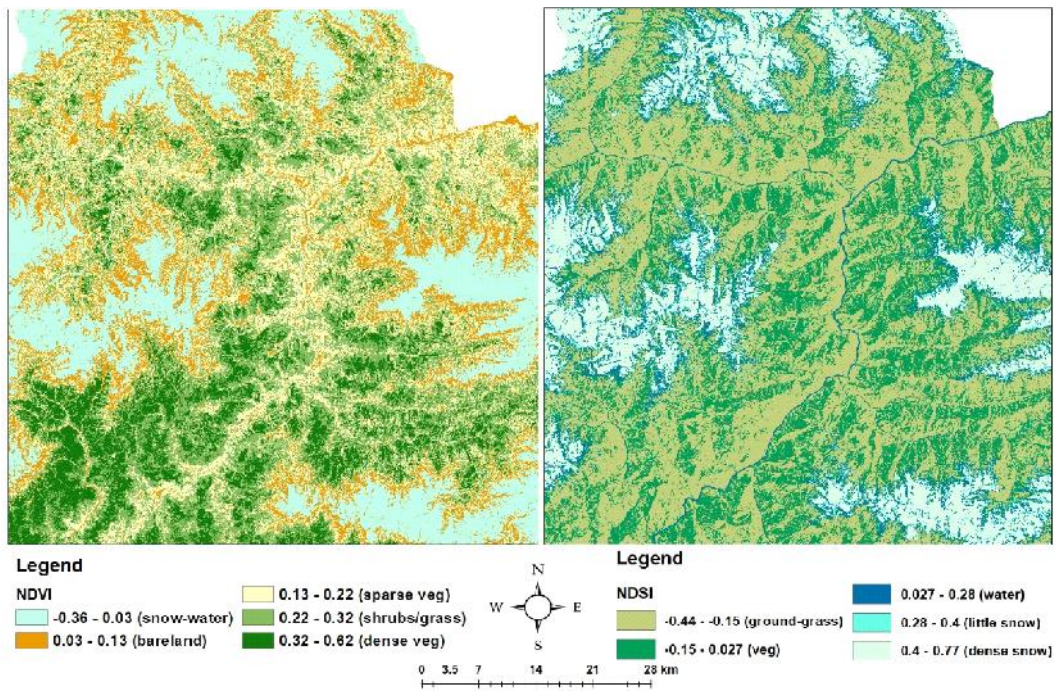 Legend
NDVI
-0.36 - 0.03 (snow-water)
0.03 - 0.13 (bareland)
0.13 - 0.22 (sparse veg)
0.22 - 0.32 (shrubs/grass)
0.32 - 0.62 (dense veg)
N
W E
S
0 3.5 7 14 21 28 km
Legend
NDSI
-0.44 - -0.15 (ground-grass)
-0.15 - 0.027 (veg)
0.027 - 0.28 (water)
0.28 - 0.4 (little snow)
0.4 - 0.77 (dense snow)